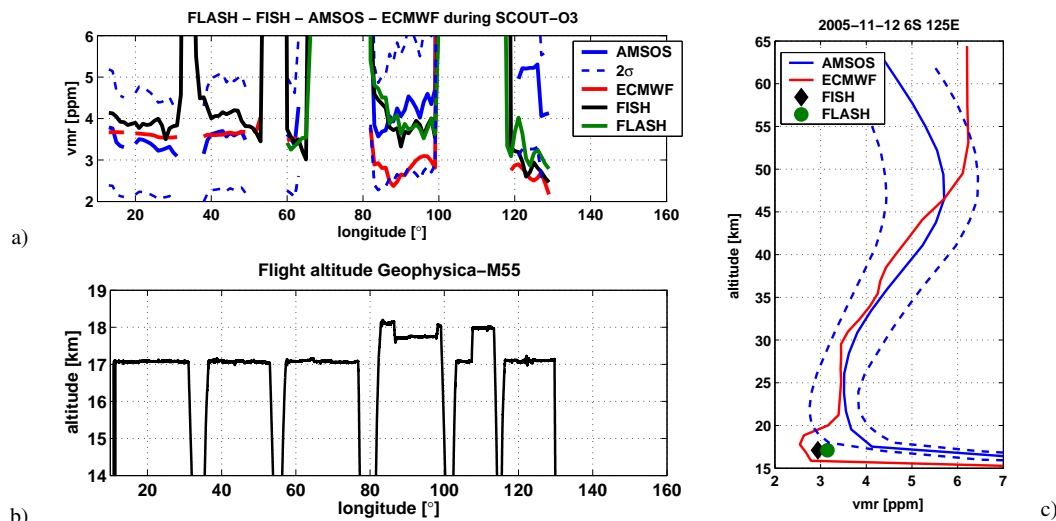 a)
FLASH – FISH – AMSOS – ECMWF during SCOUT–O3
6
5
4
3
2
vmr [ppm]
20 40 60 80 100 120 140 160
longitude [°]
AMSOS
2σ
ECMWF
FISH
FLASH
b)
Flight altitude Geophysica–M55
19
18
17
16
15
14
altitude [km]
20 40 60 80 100 120 140 160
longitude [°]
c)
2005–11–12 6S 125E
65
60
55
50
45
40
35
30
25
20
15
altitude [km]
AMSOS
ECMWF
FISH
FLASH
2 3 4 5 6 7
vmr [ppm]